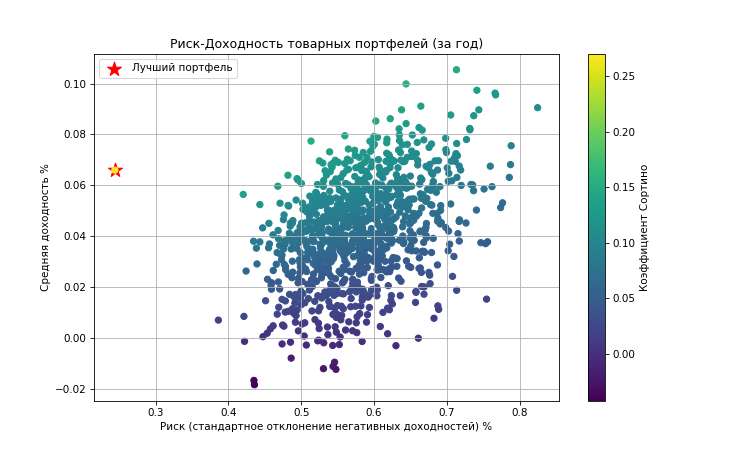 Риск-Доходность товарных портфелей (за год)
Лучший портфель
Средняя доходность %
0.10
0.08
0.06
0.04
0.02
0.00
−0.02
0.3 0.4 0.5 0.6 0.7 0.8
Риск (стандартное отклонение негативных доходностей) %
0.25
0.20
0.15
0.10
0.05
0.00
Коэффициент Сортино